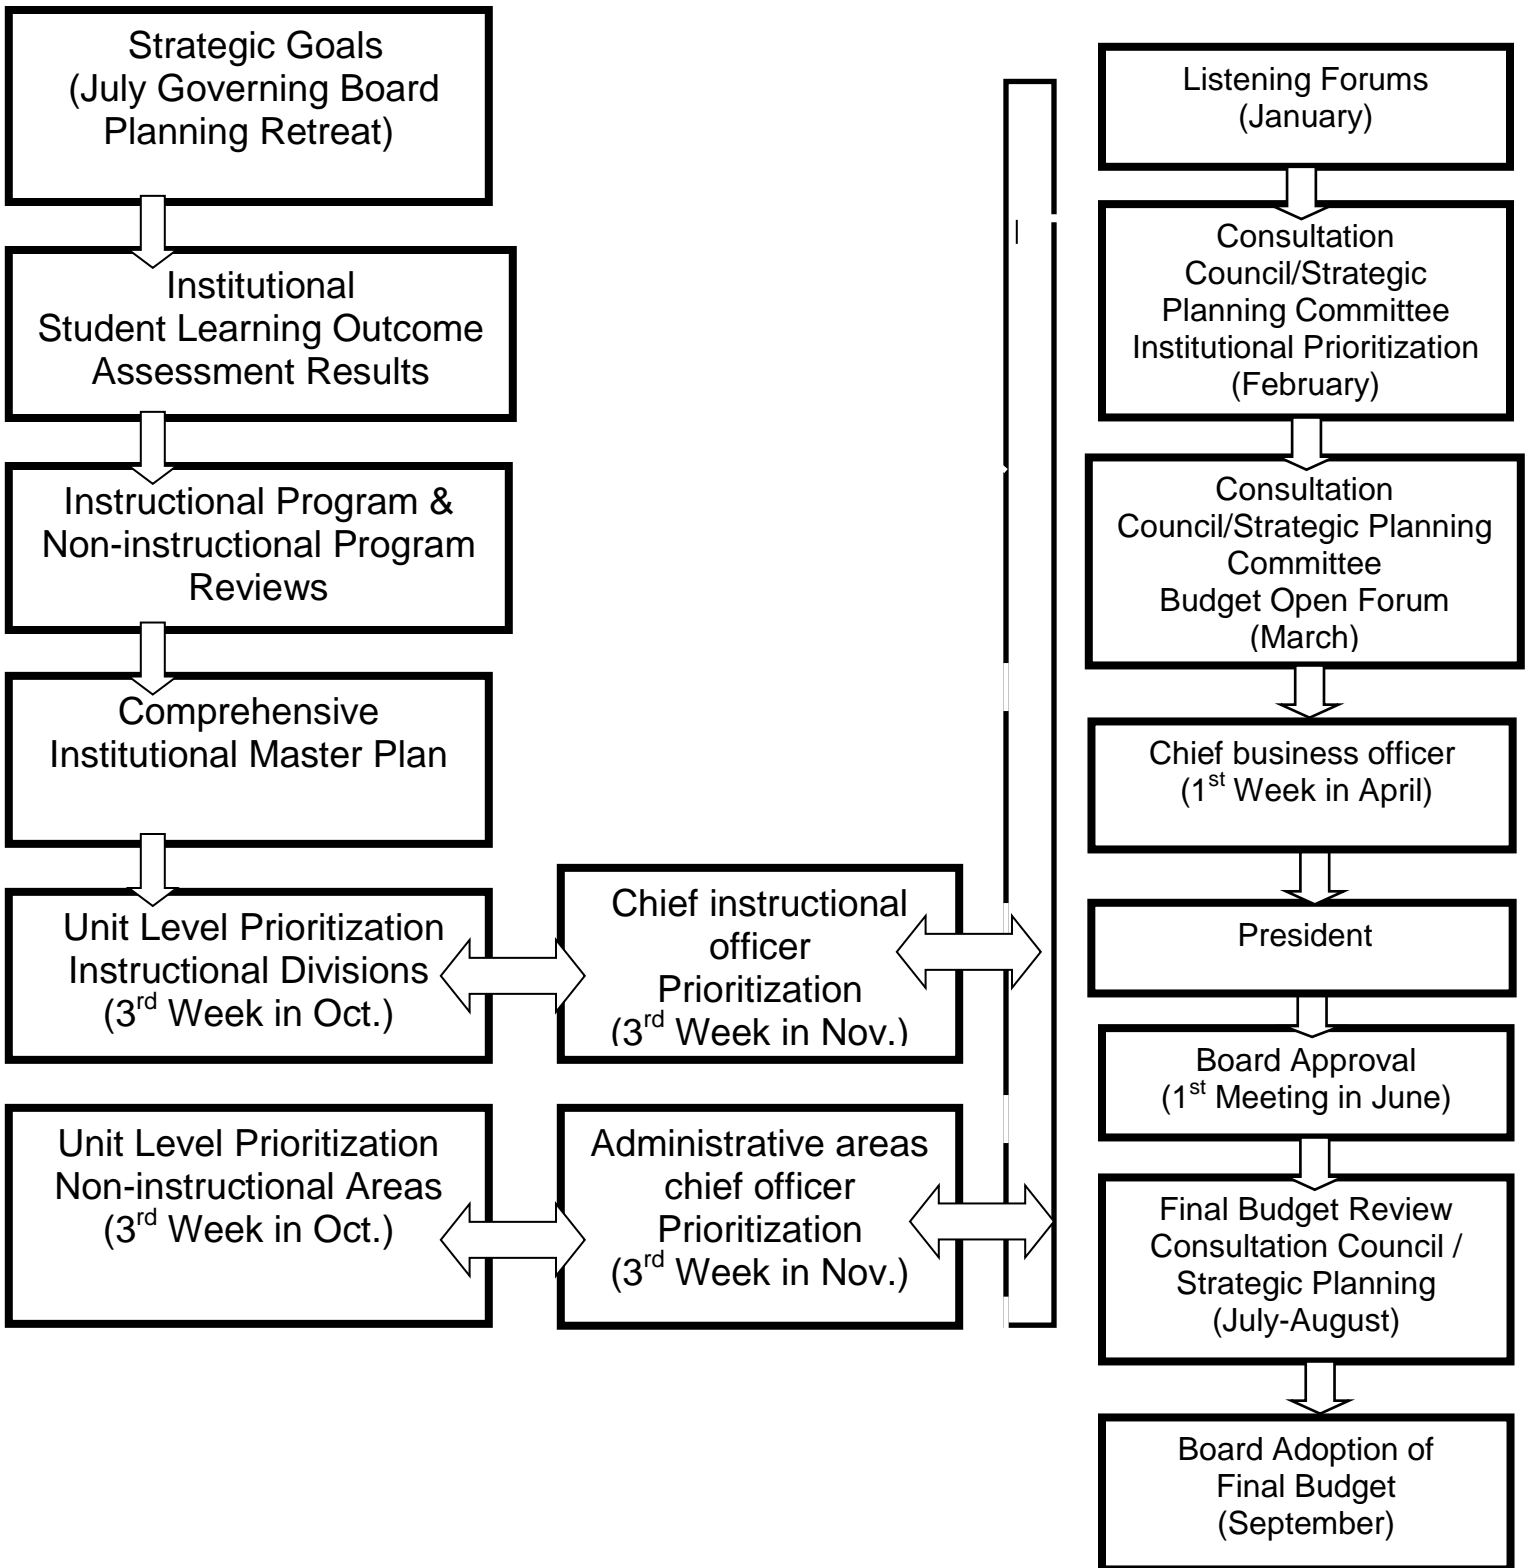 Strategic Goals
(July Governing Board
Planning Retreat)
Institutional
Student Learning Outcome
Assessment Results
Instructional Program &
Non-instructional Program
Reviews
Comprehensive
Institutional Master Plan
Unit Level Prioritization
Instructional Divisions
(3rd Week in Oct.)
Chief instructional
officer
Prioritization
(3rd Week in Nov.)
Unit Level Prioritization
Non-instructional Areas
(3rd Week in Oct.)
Administrative areas
chief officer
Prioritization
(3rd Week in Nov.)
Listening Forums
(January)
Consultation
Council/Strategic
Planning Committee
Institutional Prioritization
(February)
Consultation
Council/Strategic Planning
Committee
Budget Open Forum
(March)
Chief business officer
(1st Week in April)
President
Board Approval
(1st Meeting in June)
Final Budget Review
Consultation Council /
Strategic Planning
(July-August)
Board Adoption of
Final Budget
(September)